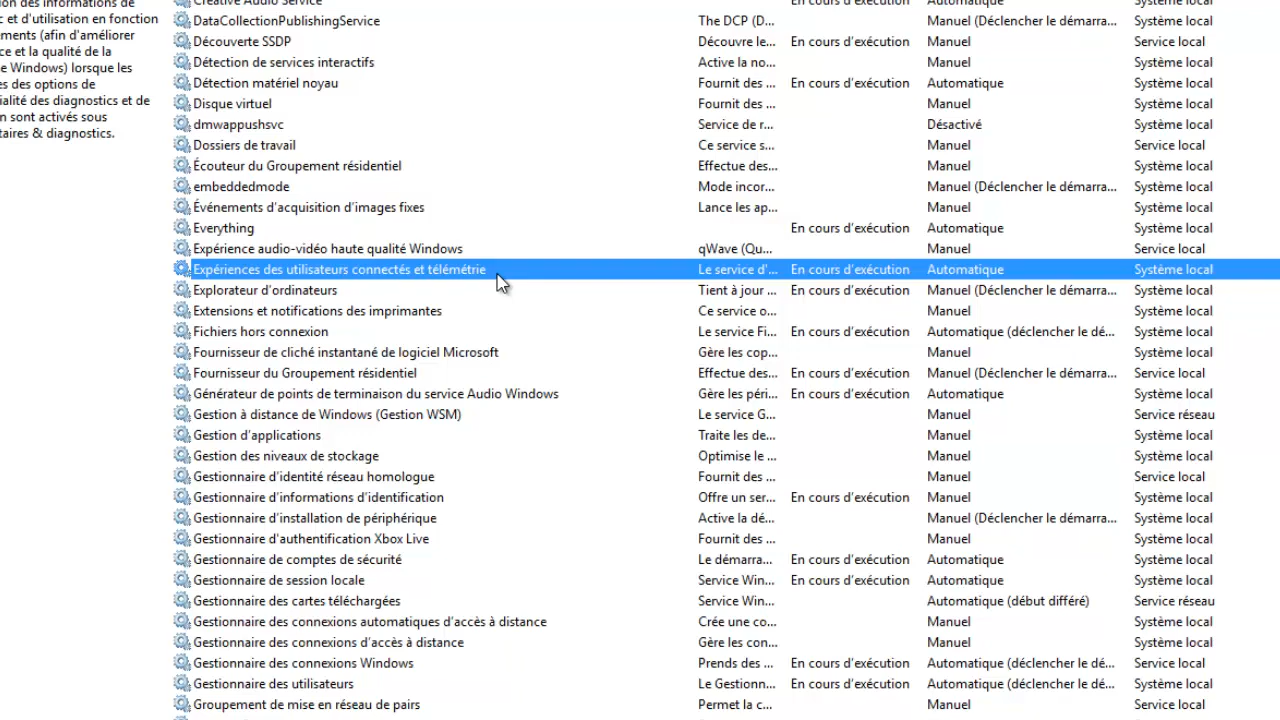 on des informations de
c et d'utilisation en fonction
ments (afin d'améliorer
ce et la qualité de la
e Windows) lorsque les
es des options de
ialité des diagnostics et de
n sont activés sous
taires & diagnostics.
Creative Audio Service En cours d'exécution Automatique Système local
DataCollectionPublishingService The DCP (D... Manuel (Déclencher le démarra... Système local
Découverte SSDP Découvre le... En cours d'exécution Manuel Service local
Détection de services interactifs Active la no... Manuel Système local
Détection matériel noyau Fournit des ... En cours d'exécution Automatique Système local
Disque virtuel Fournit des ... Manuel Système local
dmwappushsvc Service de r... Désactivé Système local
Dossiers de travail Ce service s... Manuel Service local
Écouteur du Groupement résidentiel Effectue des... Manuel Système local
embeddedmode Mode incor... Manuel (Déclencher le démarra... Système local
Événements d'acquisition d'images fixes Lance les ap... Manuel Système local
Everything En cours d'exécution Automatique Système local
Expérience audio-vidéo haute qualité Windows qWave (Qu... Manuel Service local
Expériences des utilisateurs connectés et télémétrie Le service d'... En cours d'exécution Automatique Système local
Explorateur d'ordinateurs Tient à jour ... En cours d'exécution Manuel (Déclencher le démarra... Système local
Extensions et notifications des imprimantes Ce service o... Manuel Système local
Fichiers hors connexion Le service Fi... En cours d'exécution Automatique (déclencher le dé... Système local
Fournisseur de cliché instantané de logiciel Microsoft Gère les cop... Manuel Système local
Fournisseur du Groupement résidentiel Effectue des... En cours d'exécution Manuel (Déclencher le démarra... Service local
Générateur de points de terminaison du service Audio Windows Gère les péri... En cours d'exécution Automatique Système local
Gestion à distance de Windows (Gestion WSM) Le service G... Manuel Service réseau
Gestion d'applications Traite les de... Manuel Système local
Gestion des niveaux de stockage Optimise le ... Manuel Système local
Gestionnaire d'identité réseau homologue Fournit des ... Manuel Service local
Gestionnaire d'informations d'identification Offre un ser... En cours d'exécution Manuel Système local
Gestionnaire d'installation de périphérique Active la dé... Manuel (Déclencher le démarra... Système local
Gestionnaire d'authentification Xbox Live Fournit des ... Manuel Système local
Gestionnaire de comptes de sécurité Le démarra... En cours d'exécution Automatique Système local
Gestionnaire de session locale Service Win... En cours d'exécution Automatique Système local
Gestionnaire des cartes téléchargées Service Win... Automatique (début différé) Service réseau
Gestionnaire des connexions automatiques d'accès à distance Crée une co... Manuel Système local
Gestionnaire des connexions d'accès à distance Gère les con... Manuel Système local
Gestionnaire des connexions Windows Prends des ... En cours d'exécution Automatique (déclencher le dé... Service local
Gestionnaire des utilisateurs Le Gestionn... En cours d'exécution Automatique (déclencher le dé... Système local
Groupement de mise en réseau de pairs Permet la c... Manuel Service local